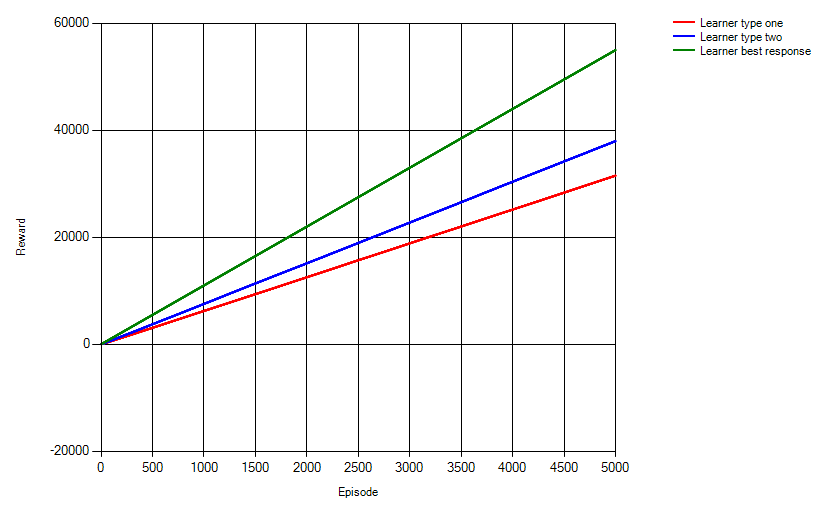 60000
Learner type one
Learner type two
Learner best response
40000
20000
0
-20000
Reward
0 500 1000 1500 2000 2500 3000 3500 4000 4500 5000
Episode